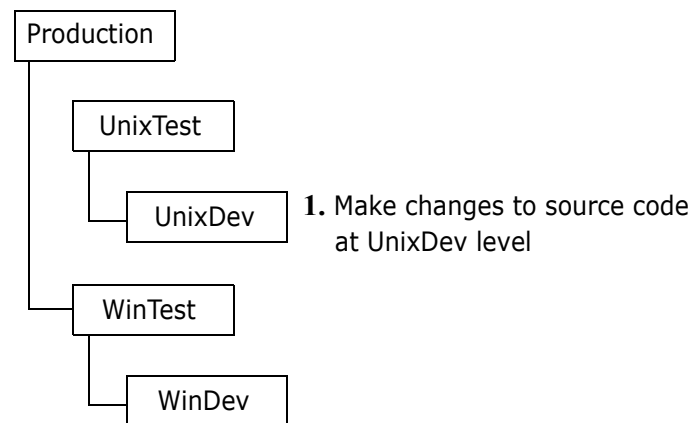 Production
UnixTest
UnixDev
1. Make changes to source code
at UnixDev level
WinTest
WinDev